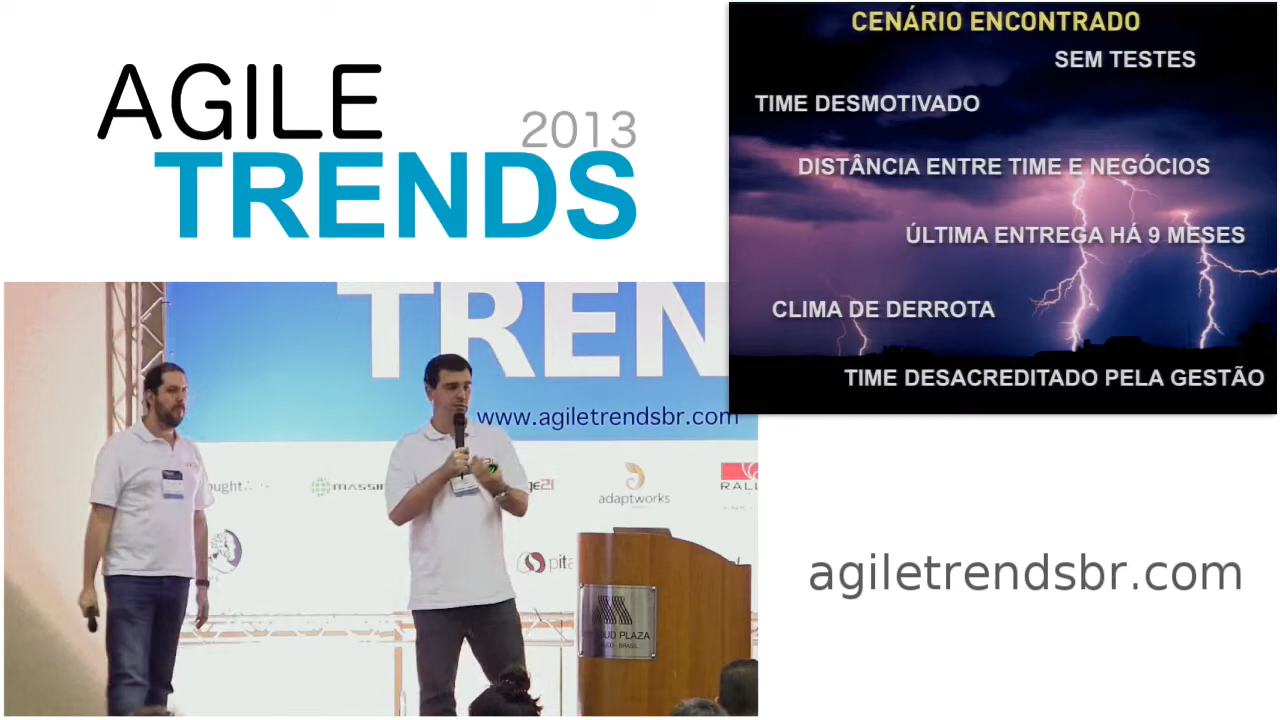 AGILE
2013
TRENDS
CENÁRIO ENCONTRADO
SEM TESTES
TIME DESMOTIVADO
DISTÂNCIA ENTRE TIME E NEGÓCIOS
ÚLTIMA ENTREGA HÁ 9 MESES
CLIMA DE DERROTA
TIME DESACREDITADO PELA GESTÃO
TREN
www.agiletrendsbr.com
adaptworks
agiletrendsbr.com
PLAZA